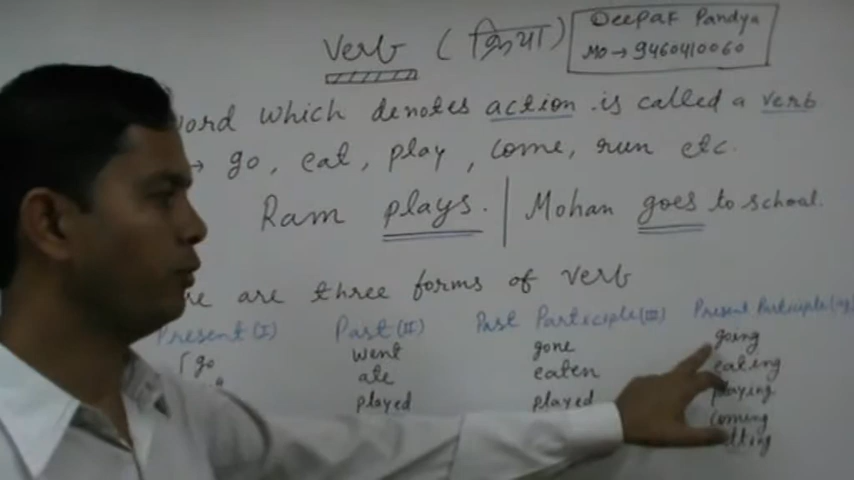 Verb (क्रिया)
Deepak Pandya
Mo → 9460410060
word which denotes action is called a verb
→ go, eat, play, come, run etc.
Ram plays. | Mohan goes to school.
are three forms of verb
Present (I) Past (II) Past Participle (III) Present Participle (ing)
go went gone going
ate eaten eating
played played playing
coming